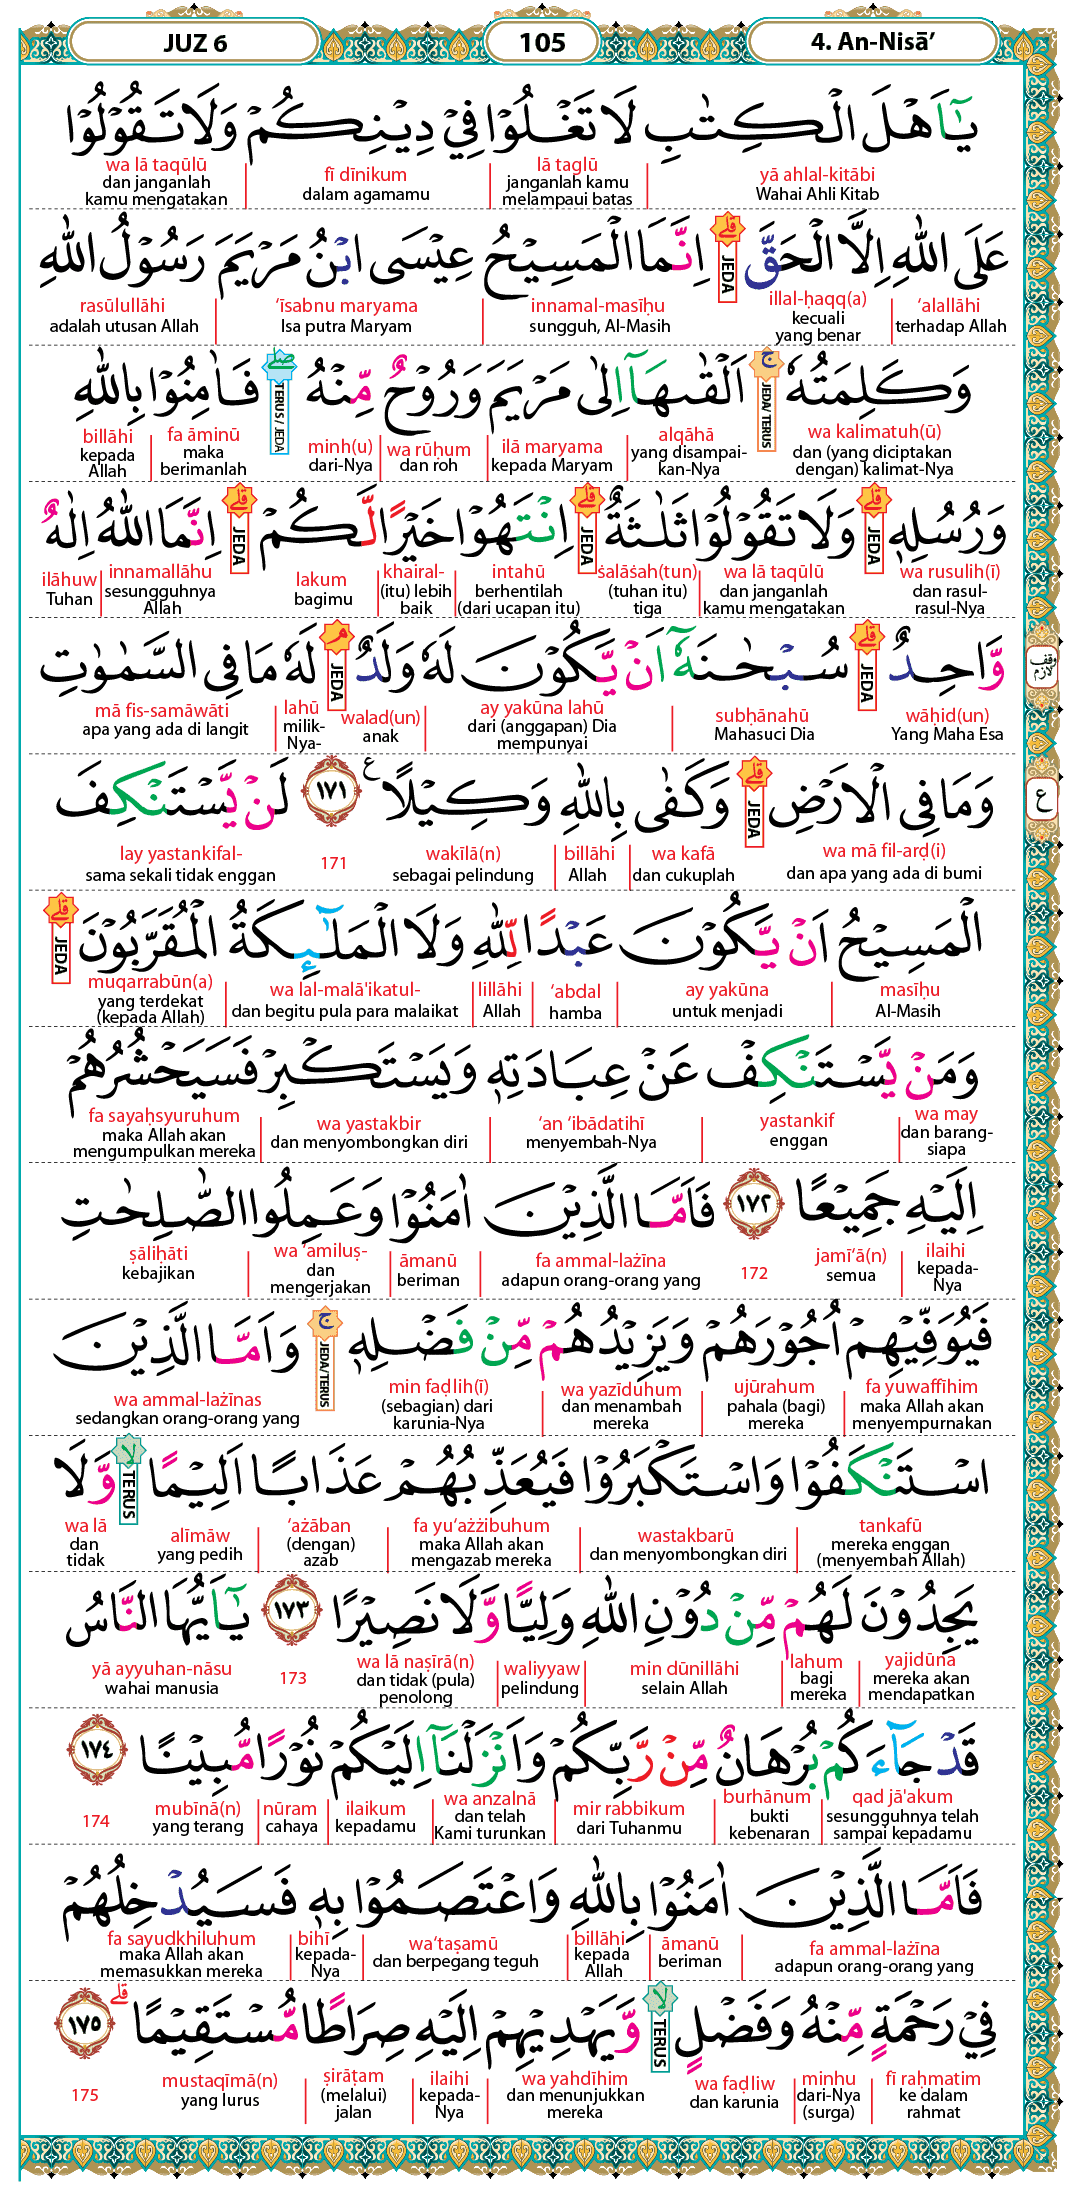 JUZ 6
105
4. An-Nisā’
يٰٓاَهْلَ الْكِتٰبِ لَا تَغْلُوْا فِيْ دِيْنِكُمْ وَلَا تَقُوْلُوْا
yā ahlal-kitābi lā taglū fī dīnikum wa lā taqūlū
Wahai Ahli Kitab janganlah kamu melampaui batas dalam agamamu dan janganlah kamu mengatakan
عَلَى اللّٰهِ اِلَّا الْحَقَّ ۗ اِنَّمَا الْمَسِيْحُ عِيْسَى ابْنُ مَرْيَمَ رَسُوْلُ اللّٰهِ
JEDA
‘alallāhi illal-ḥaqq(a) innamal-masīḥu ‘īsabnu maryama rasūlullāhi
terhadap Allah kecuali yang benar sungguh, Al-Masih Isa putra Maryam adalah utusan Allah
وَكَلِمَتُهٗ ۚ اَلْقٰىهَآ اِلٰى مَرْيَمَ وَرُوْحٌ مِّنْهُ ۖ فَاٰمِنُوْا بِاللّٰهِ
JEDA/ TERUS TERUS / JEDA
wa kalimatuh(ū) alqāhā ilā maryama wa rūḥum minh(u) fa āminū billāhi
dan (yang diciptakan dengan) kalimat-Nya yang disampai-kan-Nya kepada Maryam dan roh dari-Nya maka berimanlah kepada Allah
وَرُسُلِهٖ ۗ وَلَا تَقُوْلُوْا ثَلٰثَةٌ ۗ اِنْتَهُوْا خَيْرًا لَّكُمْ ۗ اِنَّمَا اللّٰهُ اِلٰهٌ
JEDA JEDA JEDA
wa rusulih(ī) wa lā taqūlū ṡalāṡah(tun) intahū khairal- lakum innamallāhu ilāhuw
dan rasul-rasul-Nya dan janganlah kamu mengatakan (tuhan itu) tiga berhentilah (dari ucapan itu) (itu) lebih baik bagimu sesungguhnya Allah Tuhan
وَّاحِدٌ ۗ سُبْحٰنَهٗٓ اَنْ يَّكُوْنَ لَهٗ وَلَدٌ ۘ لَهٗ مَا فِى السَّمٰوٰتِ
JEDA JEDA
وقف لازم
wāḥid(un) subḥānahū ay yakūna lahū walad(un) lahū mā fis-samāwāti
Yang Maha Esa Mahasuci Dia dari (anggapan) Dia mempunyai anak milik-Nya- apa yang ada di langit
وَمَا فِى الْاَرْضِ ۗ وَكَفٰى بِاللّٰهِ وَكِيْلًا ࣖ ١٧١ لَنْ يَّسْتَنْكِفَ
JEDA
ع
wa mā fil-arḍ(i) wa kafā billāhi wakīlā(n) 171 lay yastankifal-
dan apa yang ada di bumi dan cukuplah Allah sebagai pelindung sama sekali tidak enggan
الْمَسِيْحُ اَنْ يَّكُوْنَ عَبْدًا لِّلّٰهِ وَلَا الْمَلٰۤىِٕكَةُ الْمُقَرَّبُوْنَ ۗ
JEDA
masīḥu ay yakūna ‘abdal lillāhi wa lal-malā'ikatul- muqarrabūn(a)
Al-Masih untuk menjadi hamba Allah dan begitu pula para malaikat yang terdekat (kepada Allah)
وَمَنْ يَّسْتَنْكِفْ عَنْ عِبَادَتِهٖ وَيَسْتَكْبِرْ فَسَيَحْشُرُهُمْ
wa may yastankif ‘an ‘ibādatihī wa yastakbir fa sayaḥsyuruhum
dan barang-siapa enggan menyembah-Nya dan menyombongkan diri maka Allah akan mengumpulkan mereka
اِلَيْهِ جَمِيْعًا ١٧٢ فَاَمَّا الَّذِيْنَ اٰمَنُوْا وَعَمِلُوا الصّٰلِحٰتِ
ilaihi jamī‘ā(n) 172 fa ammal-lażīna āmanū wa ‘amiluṣ- ṣāliḥāti
kepada-Nya semua adapun orang-orang yang beriman dan mengerjakan kebajikan
فَيُوَفِّيْهِمْ اُجُوْرَهُمْ وَيَزِيْدُهُمْ مِّنْ فَضْلِهٖ ۚ وَاَمَّا الَّذِيْنَ
JEDA/TERUS
fa yuwaffīhim ujūrahum wa yazīduhum min faḍlih(ī) wa ammal-lażīnas
maka Allah akan menyempurnakan pahala (bagi) mereka dan menambah mereka (sebagian) dari karunia-Nya sedangkan orang-orang yang
اسْتَنْكَفُوْا وَاسْتَكْبَرُوْا فَيُعَذِّبُهُمْ عَذَابًا اَلِيْمًا ۙ وَّلَا
TERUS
tankafū wastakbarū fa yu‘ażżibuhum ‘ażāban alīmāw wa lā
mereka enggan (menyembah Allah) dan menyombongkan diri maka Allah akan mengazab mereka (dengan) azab yang pedih dan tidak
يَجِدُوْنَ لَهُمْ مِّنْ دُوْنِ اللّٰهِ وَلِيًّا وَّلَا نَصِيْرًا ١٧٣ يٰٓاَيُّهَا النَّاسُ
yajidūna lahum min dūnillāhi waliyyaw wa lā naṣīrā(n) 173 yā ayyuhan-nāsu
mereka akan mendapatkan bagi mereka selain Allah pelindung dan tidak (pula) penolong wahai manusia
قَدْ جَاۤءَكُمْ بُرْهَانٌ مِّنْ رَّبِّكُمْ وَاَنْزَلْنَآ اِلَيْكُمْ نُوْرًا مُّبِيْنًا ١٧٤
qad jā'akum burhānum mir rabbikum wa anzalnā ilaikum nūram mubīnā(n) 174
sesungguhnya telah sampai kepadamu bukti kebenaran dari Tuhanmu dan telah Kami turunkan kepadamu cahaya yang terang
فَاَمَّا الَّذِيْنَ اٰمَنُوْا بِاللّٰهِ وَاعْتَصَمُوْا بِهٖ فَسَيُدْخِلُهُمْ
fa ammal-lażīna āmanū billāhi wa‘taṣamū bihī fa sayudkhiluhum
adapun orang-orang yang beriman kepada Allah dan berpegang teguh kepada-Nya maka Allah akan memasukkan mereka
فِيْ رَحْمَةٍ مِّنْهُ وَفَضْلٍ ۙ وَّيَهْدِيْهِمْ اِلَيْهِ صِرَاطًا مُّسْتَقِيْمًا ۗ ١٧٥
TERUS
fī raḥmatim minhu wa faḍliw wa yahdīhim ilaihi ṣirāṭam mustaqīmā(n) 175
ke dalam rahmat dari-Nya (surga) dan karunia dan menunjukkan mereka kepada-Nya (melalui) jalan yang lurus